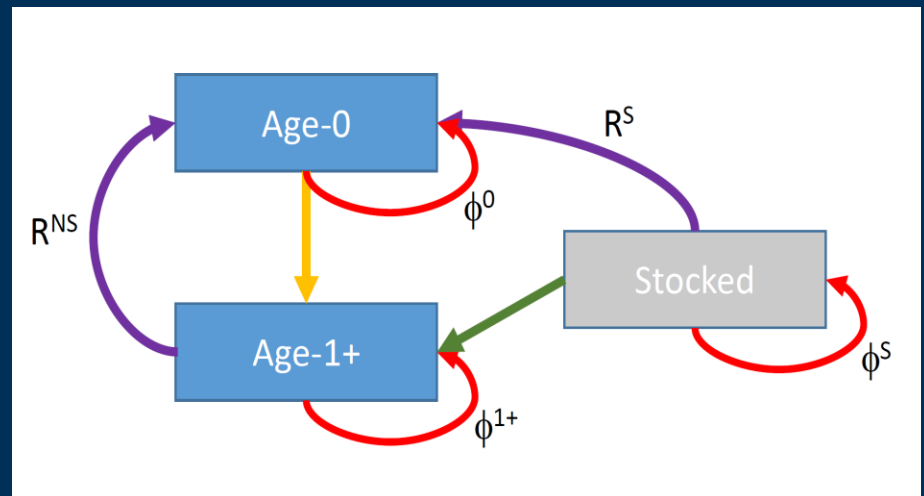 Age-0
R^S
ϕ^0
R^NS
Stocked
Age-1+
ϕ^S
ϕ^1+